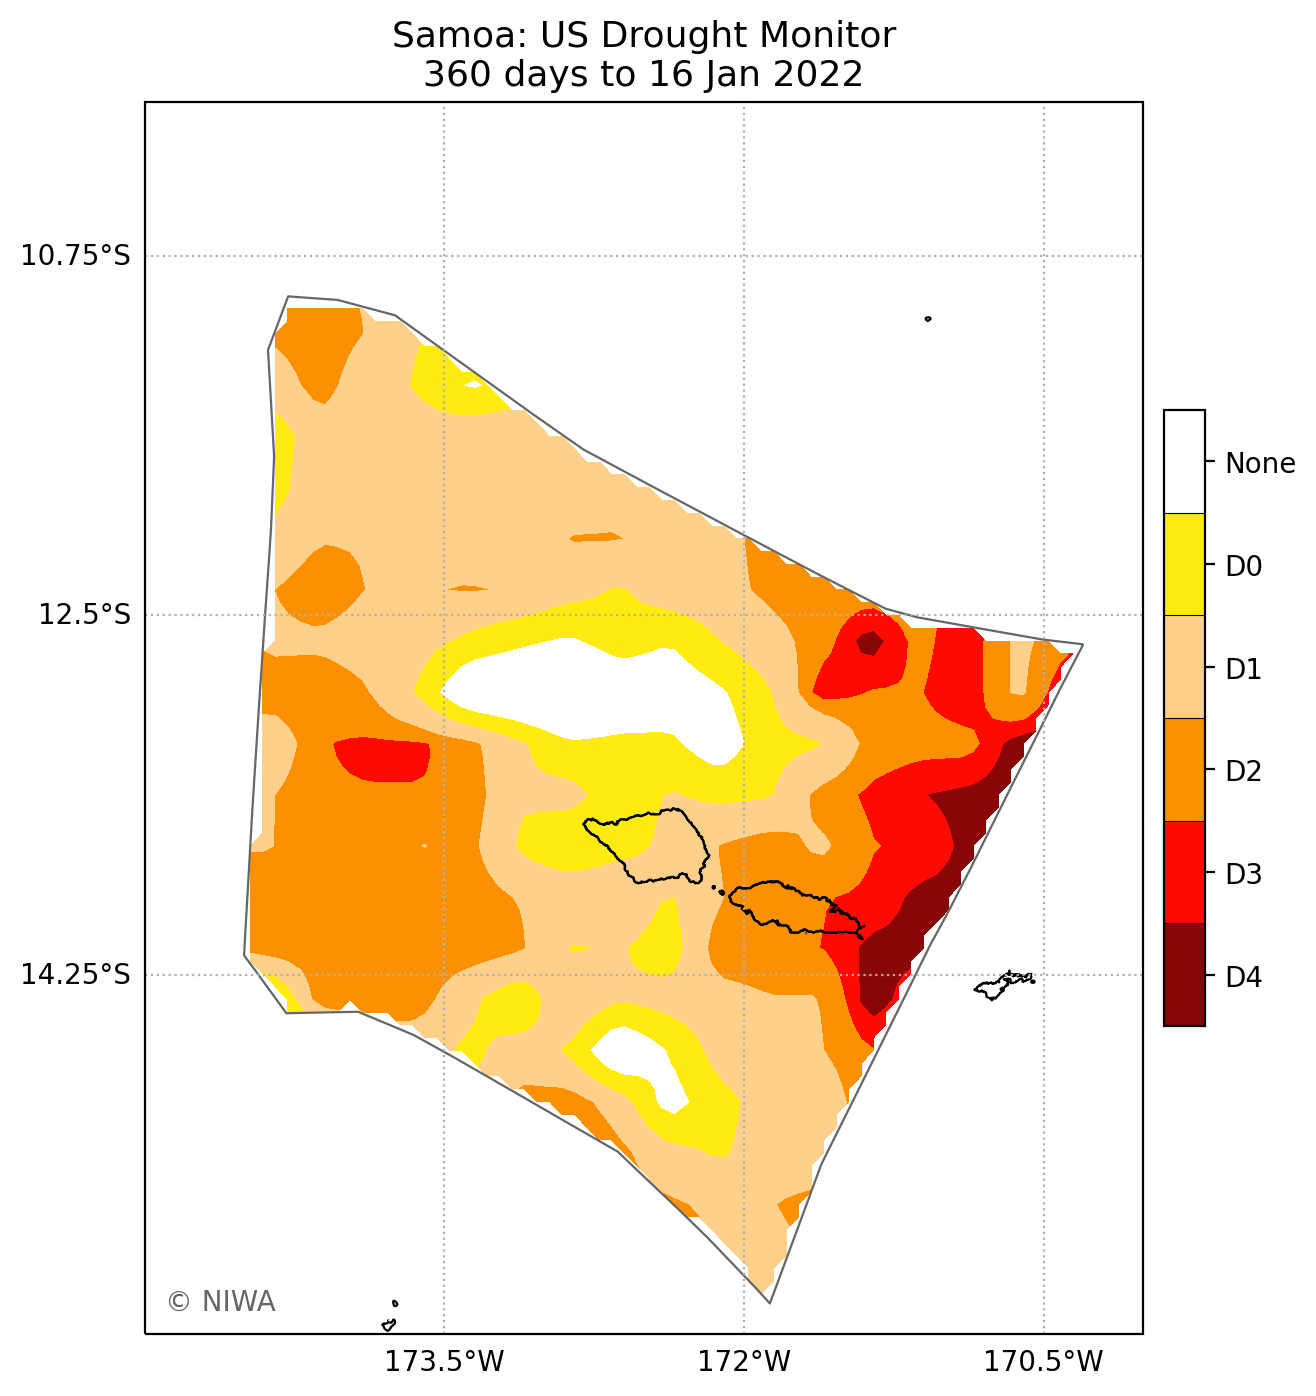 Samoa: US Drought Monitor
360 days to 16 Jan 2022
10.75°S
12.5°S
14.25°S
173.5°W
172°W
170.5°W
None
D0
D1
D2
D3
D4
© NIWA